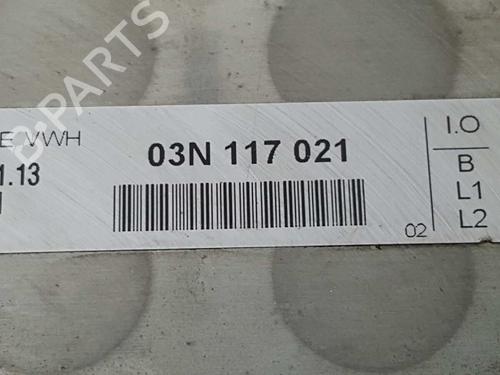 B-PARTS
E VWH
03N 117 021
I.O
1.13
B
L1
L2
02